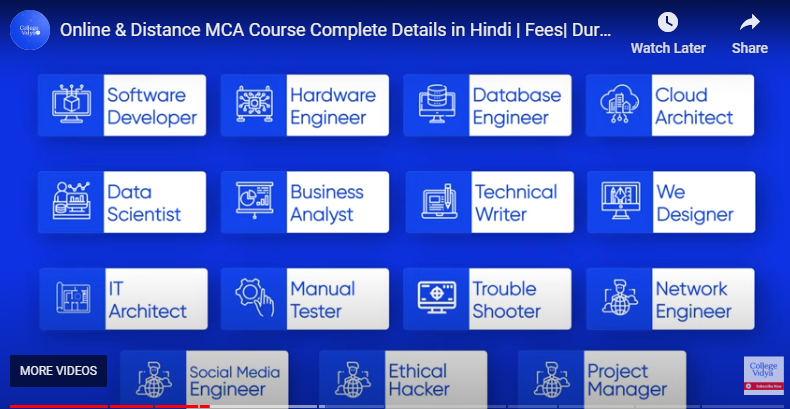 College Vidya
Online & Distance MCA Course Complete Details in Hindi | Fees| Dur...
Watch Later
Share
Software
Developer
Hardware
Engineer
Database
Engineer
Cloud
Architect
Data
Scientist
Business
Analyst
Technical
Writer
We
Designer
IT
Architect
Manual
Tester
Trouble
Shooter
Network
Engineer
MORE VIDEOS
Social Media
Engineer
Ethical
Hacker
Project
Manager
College
Vidya
Subscribe Now